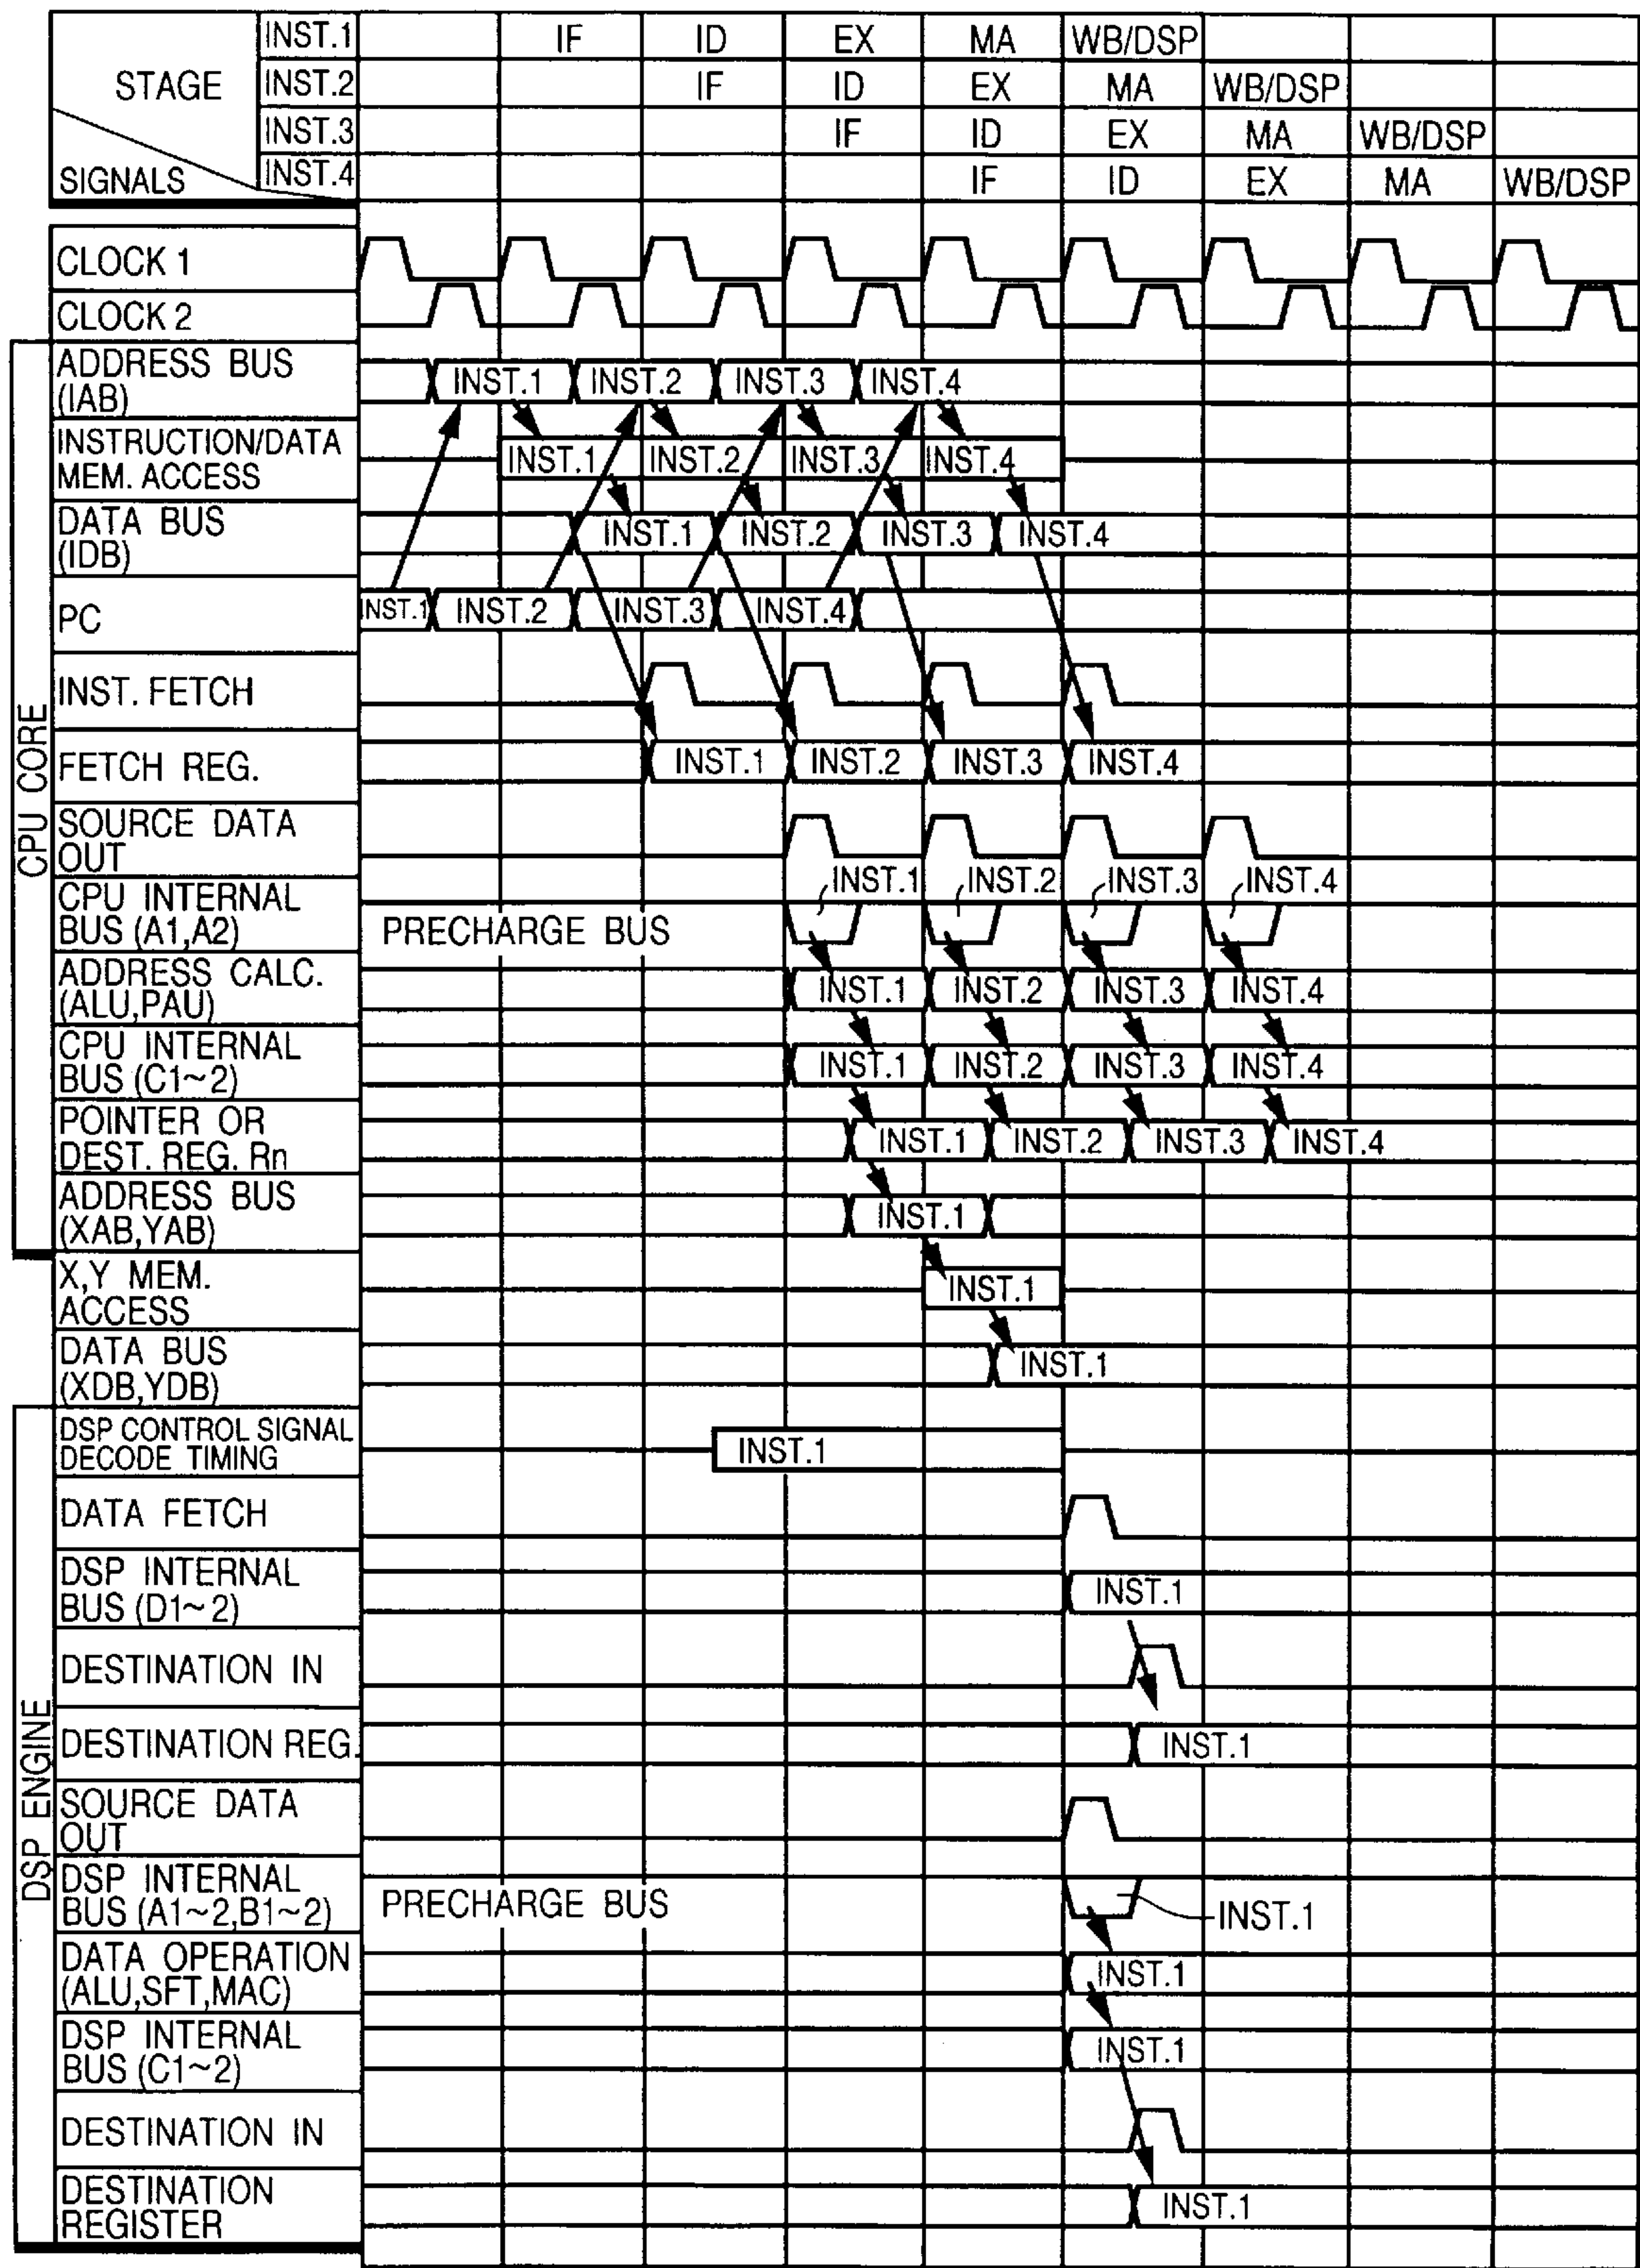 INST.1 IF ID EX MA WB/DSP
STAGE INST.2 IF ID EX MA WB/DSP
INST.3 IF ID EX MA WB/DSP
SIGNALS INST.4 IF ID EX MA WB/DSP
CLOCK 1
CLOCK 2
CPU CORE
ADDRESS BUS
(IAB)
INST.1 INST.2 INST.3 INST.4
INSTRUCTION/DATA
MEM. ACCESS
INST.1 INST.2 INST.3 INST.4
DATA BUS
(IDB)
INST.1 INST.2 INST.3 INST.4
PC INST.1 INST.2 INST.3 INST.4
INST. FETCH
FETCH REG. INST.1 INST.2 INST.3 INST.4
SOURCE DATA
OUT
INST.1 INST.2 INST.3 INST.4
CPU INTERNAL
BUS (A1,A2)
PRECHARGE BUS
ADDRESS CALC.
(ALU,PAU)
INST.1 INST.2 INST.3 INST.4
CPU INTERNAL
BUS (C1~2)
INST.1 INST.2 INST.3 INST.4
POINTER OR
DEST. REG. Rn
INST.1 INST.2 INST.3 INST.4
ADDRESS BUS
(XAB,YAB)
INST.1
X,Y MEM.
ACCESS
INST.1
DATA BUS
(XDB,YDB)
INST.1
DSP ENGINE
DSP CONTROL SIGNAL
DECODE TIMING
INST.1
DATA FETCH
DSP INTERNAL
BUS (D1~2)
INST.1
DESTINATION IN
DESTINATION REG. INST.1
SOURCE DATA
OUT
DSP INTERNAL
BUS (A1~2,B1~2)
PRECHARGE BUS INST.1
DATA OPERATION
(ALU,SFT,MAC)
INST.1
DSP INTERNAL
BUS (C1~2)
INST.1
DESTINATION IN
DESTINATION
REGISTER
INST.1